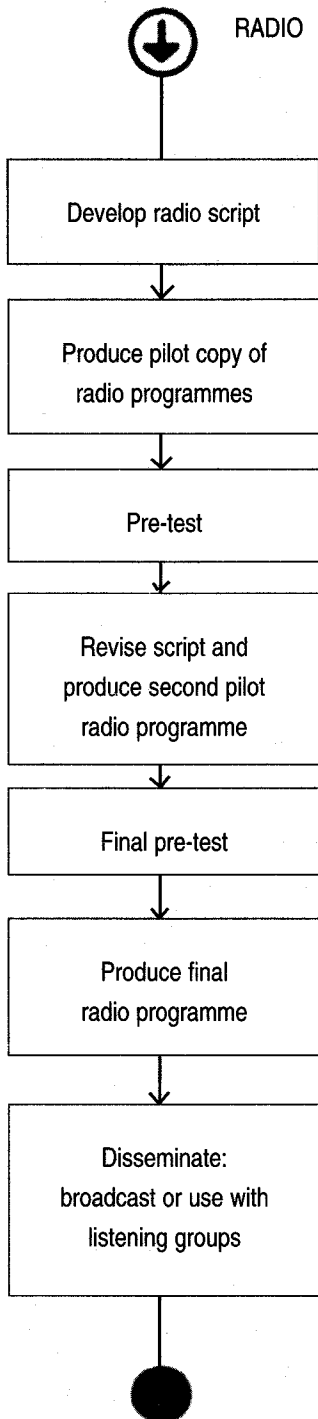 RADIO
Develop radio script
Produce pilot copy of
radio programmes
Pre-test
Revise script and
produce second pilot
radio programme
Final pre-test
Produce final
radio programme
Disseminate:
broadcast or use with
listening groups